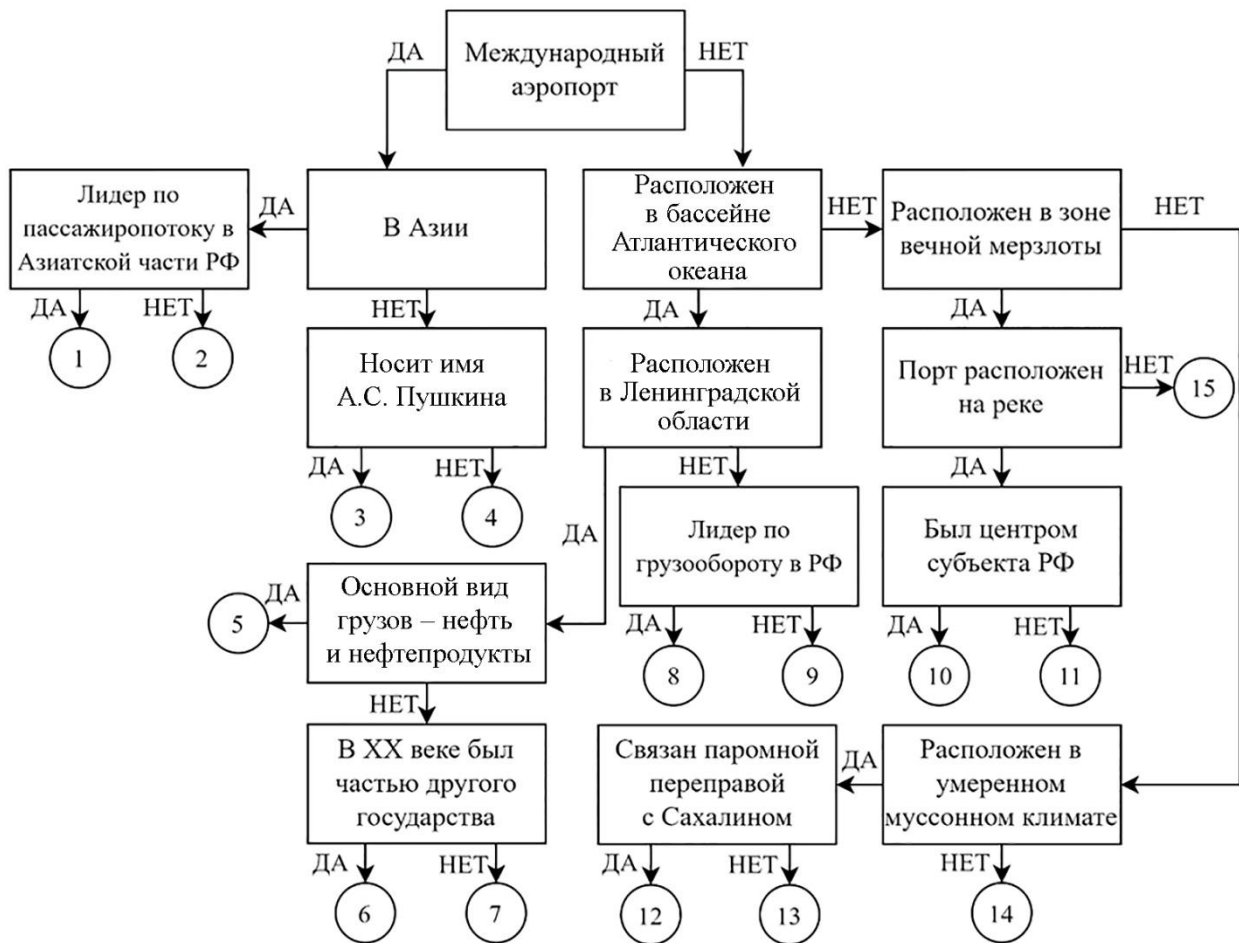 Международный
аэропорт
ДА
НЕТ
Лидер по
пассажиропотоку в
Азиатской части РФ
ДА
В Азии
Расположен
в бассейне
Атлантического
океана
НЕТ
Расположен в зоне
вечной мерзлоты
НЕТ
ДА
НЕТ
НЕТ
ДА
ДА
1
2
Носит имя
А.С. Пушкина
Расположен
в Ленинградской
области
Порт расположен
на реке
НЕТ
15
ДА
НЕТ
НЕТ
ДА
3
4
ДА
Лидер по
грузообороту в РФ
Был центром
субъекта РФ
5
ДА
Основной вид
грузов – нефть
и нефтепродукты
ДА
НЕТ
ДА
НЕТ
8
9
10
11
НЕТ
В XX веке был
частью другого
государства
Связан паромной
переправой
с Сахалином
ДА
Расположен в
умеренном
муссонном климате
ДА
НЕТ
ДА
НЕТ
НЕТ
6
7
12
13
14